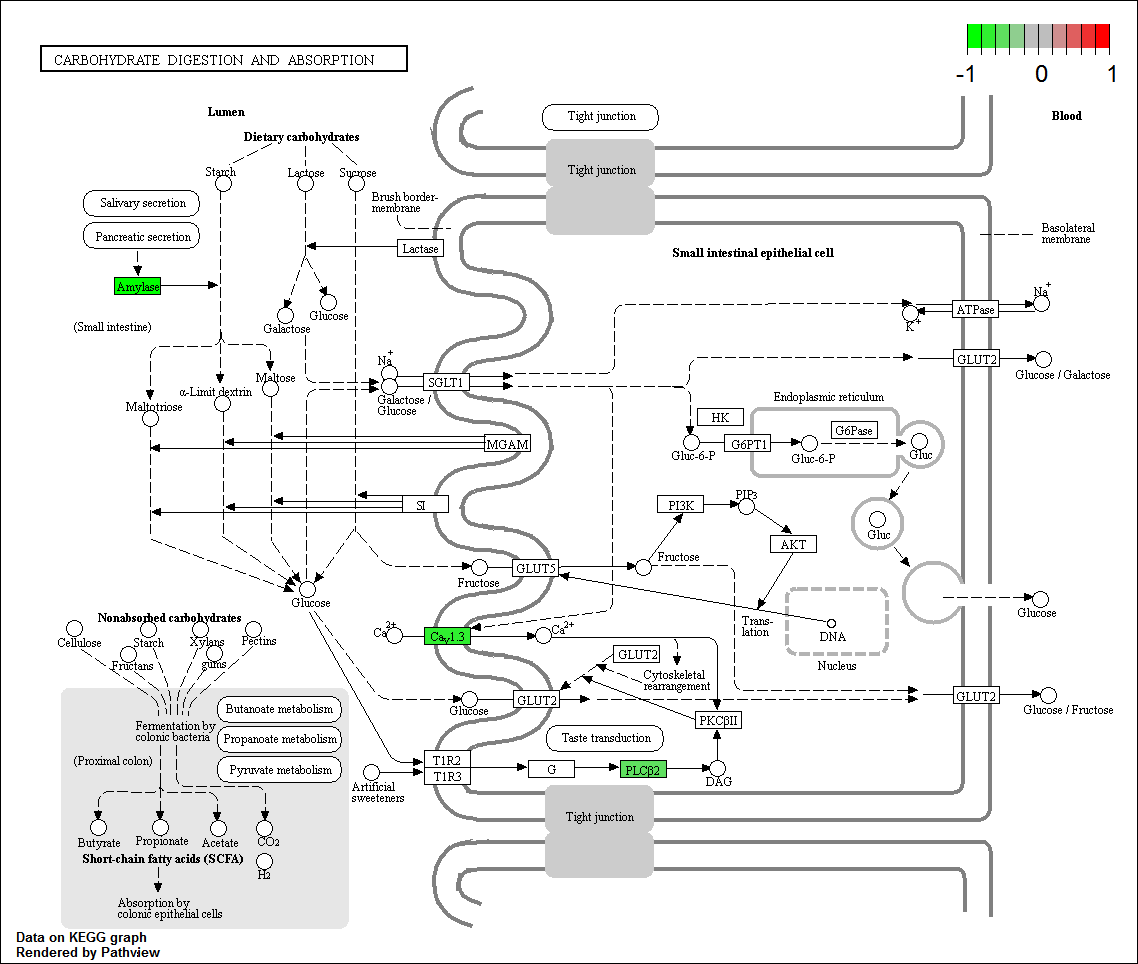 CARBOHYDRATE DIGESTION AND ABSORPTION
-1 0 1
Lumen
Blood
Dietary carbohydrates
Tight junction
Starch
Lactose
Sucrose
Tight junction
Salivary secretion
Brush border-
membrane
Pancreatic secretion
Lactase
Basolateral
membrane
Small intestinal epithelial cell
Amylase
(Small intestine)
Galactose
Glucose
Na+
K+
ATPase
Na+
Maltotriose
α-Limit dextrin
Maltose
SGLT1
Galactose /
Glucose
GLUT2
Glucose / Galactose
Endoplasmic reticulum
HK
G6Pase
MGAM
Gluc-6-P
G6PT1
Gluc-6-P
Gluc
SI
PI3K
PIP3
AKT
Gluc
Fructose
GLUT5
Fructose
Glucose
Glucose
Nonabsorbed carbohydrates
Cellulose
Starch
Xylans
Pectins
Fructans
gums
Ca2+
Cav1.3
Ca2+
Trans-
lation
DNA
Nucleus
GLUT2
Cytoskeletal
rearrangement
Glucose
GLUT2
GLUT2
Glucose / Fructose
PKCβII
Butanoate metabolism
Fermentation by
colonic bacteria
Propanoate metabolism
(Proximal colon)
Pyruvate metabolism
Taste transduction
T1R2
T1R3
G
PLCβ2
DAG
Artificial
sweeteners
Tight junction
Butyrate
Propionate
Acetate
CO2
Short-chain fatty acids (SCFA)
H2
Absorption by
colonic epithelial cells
Data on KEGG graph
Rendered by Pathview